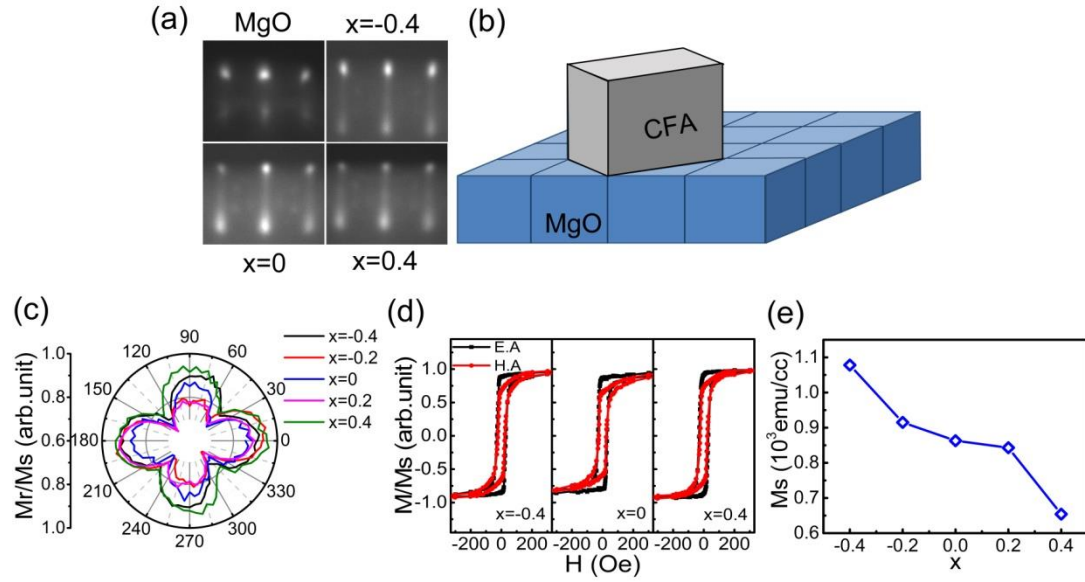 (a)
MgO x=-0.4
x=0 x=0.4
(b)
CFA
MgO
(c)
Mr/Ms (arb.unit)
1.0
0.8
0.6
0.8
1.0
90
60
30
0
330
300
270
240
210
180
150
120
x=-0.4
x=-0.2
x=0
x=0.2
x=0.4
(d)
M/Ms (arb.unit)
1.0
0.5
0.0
-0.5
-1.0
E.A
H.A
x=-0.4 x=0 x=0.4
-200 0 200 -200 0 200 -200 0 200
H (Oe)
(e)
Ms (10³emu/cc)
1.1
1.0
0.9
0.8
0.7
0.6
-0.4 -0.2 0.0 0.2 0.4
x